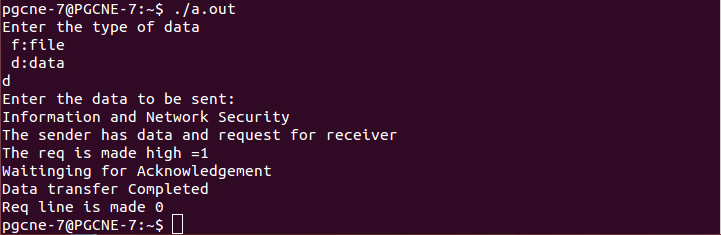 pgcne-7@PGCNE-7:~$ ./a.out
Enter the type of data
 f:file
 d:data
d
Enter the data to be sent:
Information and Network Security
The sender has data and request for receiver
The req is made high =1
Waitinging for Acknowledgement
Data transfer Completed
Req line is made 0
pgcne-7@PGCNE-7:~$